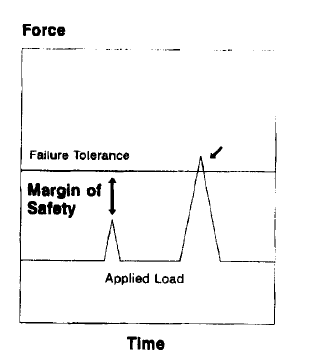 Force
Failure Tolerance
Margin of
Safety
Applied Load
Time